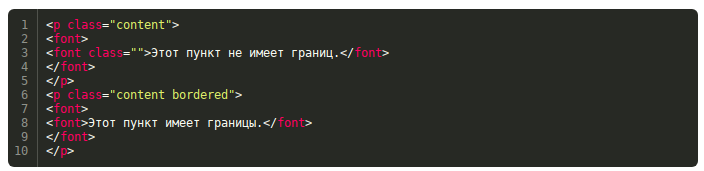 1 <p class="content">
2 <font>
3 <font class="">Этот пункт не имеет границ.</font>
4 </font>
5 </p>
6 <p class="content bordered">
7 <font>
8 <font>Этот пункт имеет границы.</font>
9 </font>
10 </p>